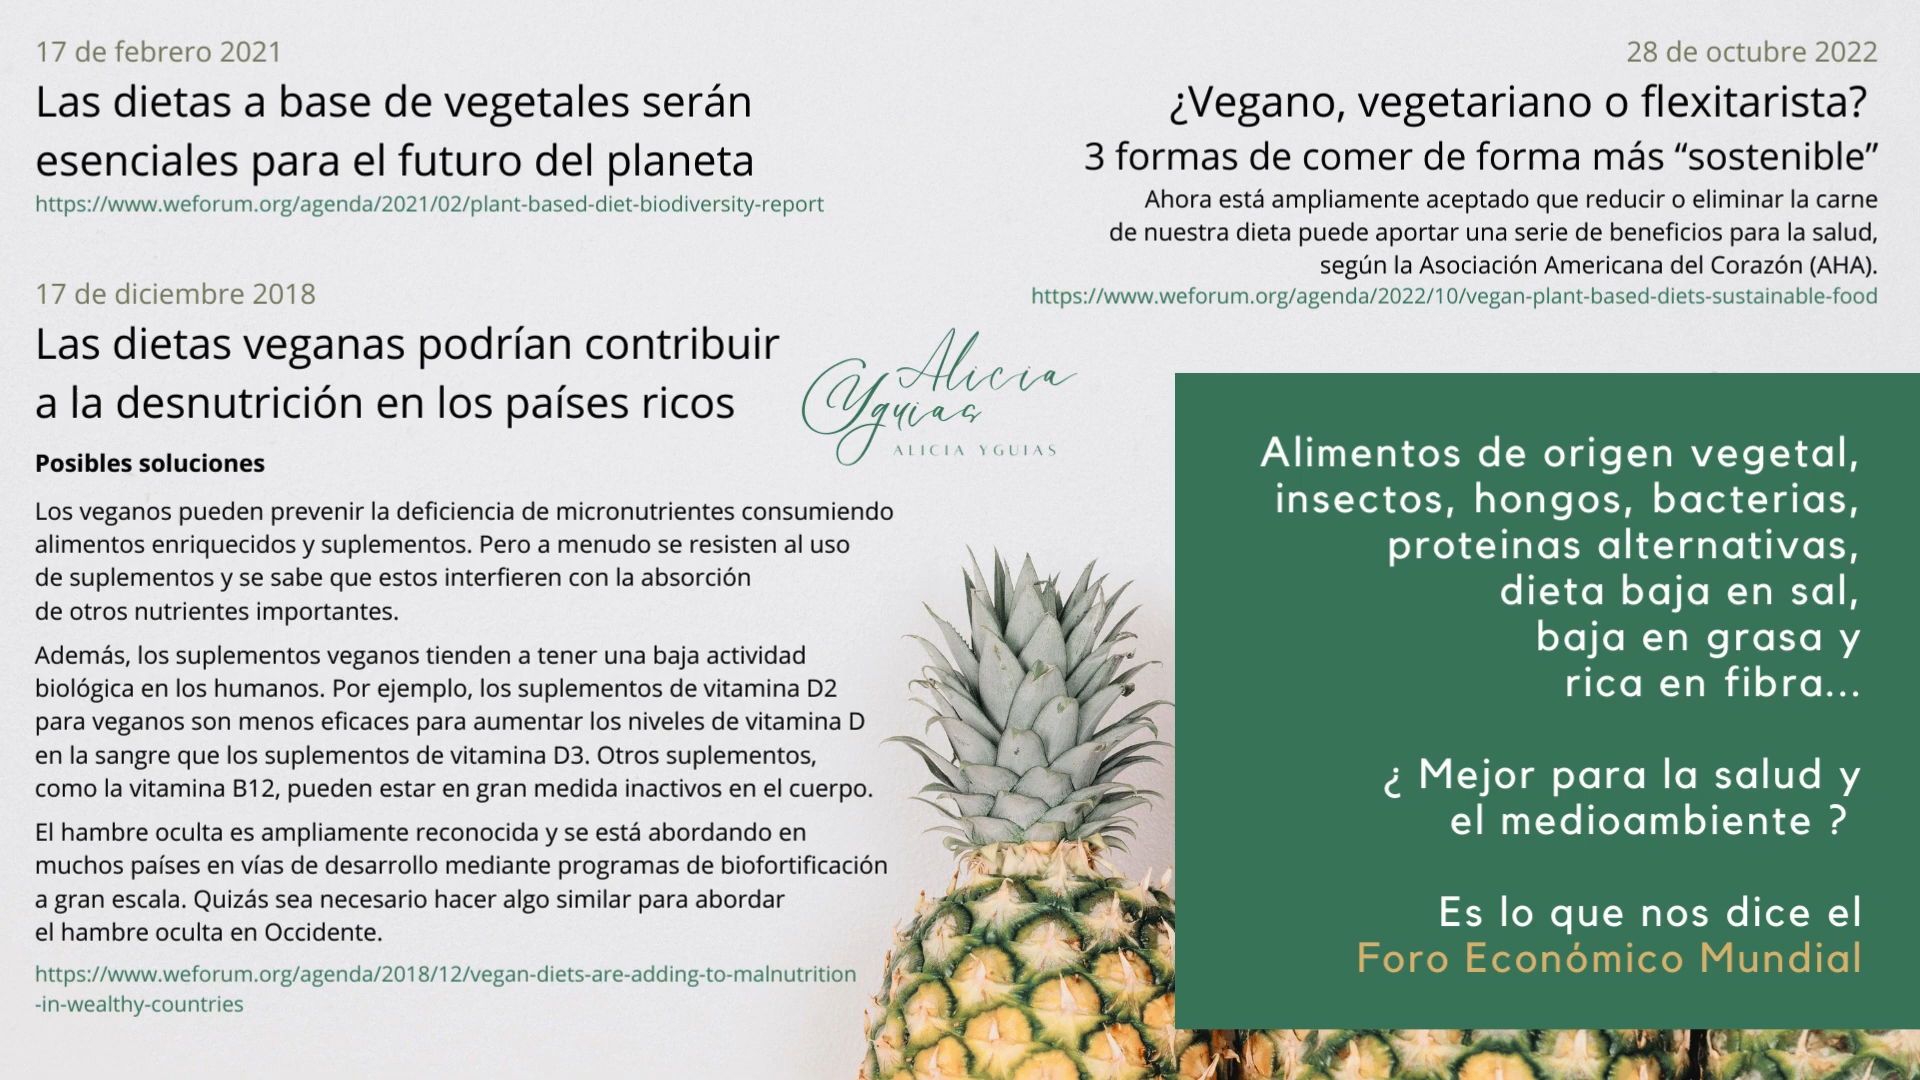 17 de febrero 2021
Las dietas a base de vegetales serán
esenciales para el futuro del planeta
https://www.weforum.org/agenda/2021/02/plant-based-diet-biodiversity-report
17 de diciembre 2018
Las dietas veganas podrían contribuir
a la desnutrición en los países ricos
Posibles soluciones
Los veganos pueden prevenir la deficiencia de micronutrientes consumiendo
alimentos enriquecidos y suplementos. Pero a menudo se resisten al uso
de suplementos y se sabe que estos interfieren con la absorción
de otros nutrientes importantes.
Además, los suplementos veganos tienden a tener una baja actividad
biológica en los humanos. Por ejemplo, los suplementos de vitamina D2
para veganos son menos eficaces para aumentar los niveles de vitamina D
en la sangre que los suplementos de vitamina D3. Otros suplementos,
como la vitamina B12, pueden estar en gran medida inactivos en el cuerpo.
El hambre oculta es ampliamente reconocida y se está abordando en
muchos países en vías de desarrollo mediante programas de biofortificación
a gran escala. Quizás sea necesario hacer algo similar para abordar
el hambre oculta en Occidente.
https://www.weforum.org/agenda/2018/12/vegan-diets-are-adding-to-malnutrition
-in-wealthy-countries
Alicia
Yguias
ALICIA YGUIAS
28 de octubre 2022
¿Vegano, vegetariano o flexitarista?
3 formas de comer de forma más “sostenible”
Ahora está ampliamente aceptado que reducir o eliminar la carne
de nuestra dieta puede aportar una serie de beneficios para la salud,
según la Asociación Americana del Corazón (AHA).
https://www.weforum.org/agenda/2022/10/vegan-plant-based-diets-sustainable-food
Alimentos de origen vegetal,
insectos, hongos, bacterias,
proteinas alternativas,
dieta baja en sal,
baja en grasa y
rica en fibra...
¿ Mejor para la salud y
el medioambiente ?
Es lo que nos dice el
Foro Económico Mundial